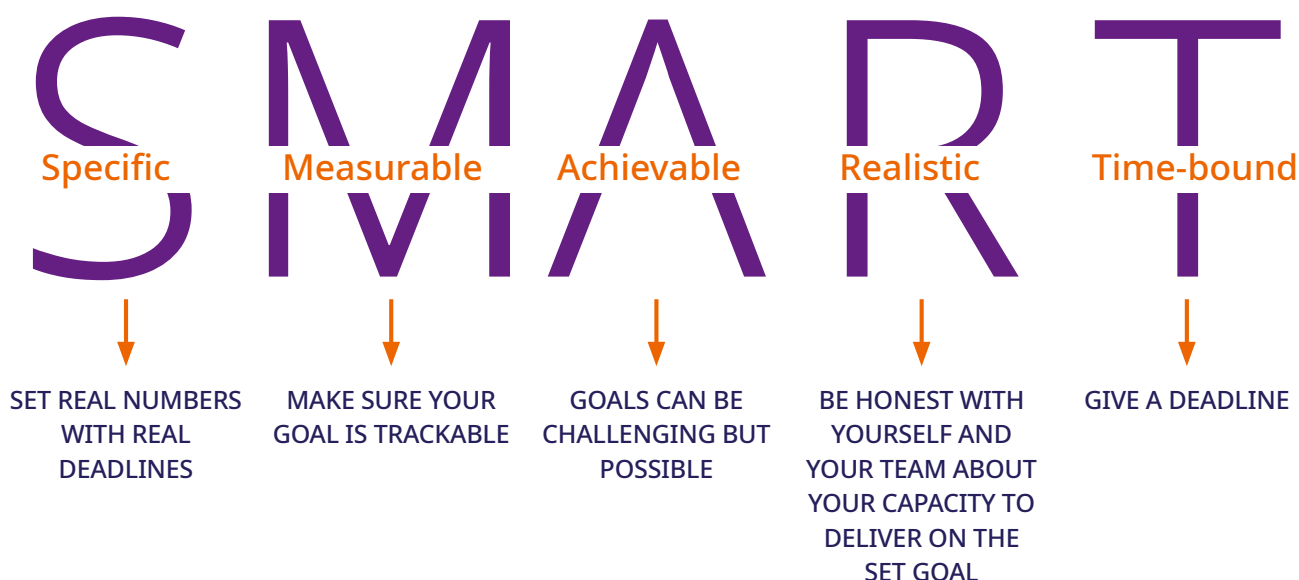 SMART
Specific
Measurable
Achievable
Realistic
Time-bound
SET REAL NUMBERS
WITH REAL
DEADLINES
MAKE SURE YOUR
GOAL IS TRACKABLE
GOALS CAN BE
CHALLENGING BUT
POSSIBLE
BE HONEST WITH
YOURSELF AND
YOUR TEAM ABOUT
YOUR CAPACITY TO
DELIVER ON THE
SET GOAL
GIVE A DEADLINE